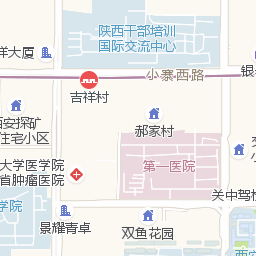 陕西干部培训
国际交流中心
洋大厦
小寨西路
银
吉祥村
西安探矿
住宅小区
郝家村
大学医学院
省肿瘤医院
第一医院
学院
关中驾校
景耀青卓
双鱼花园
西安